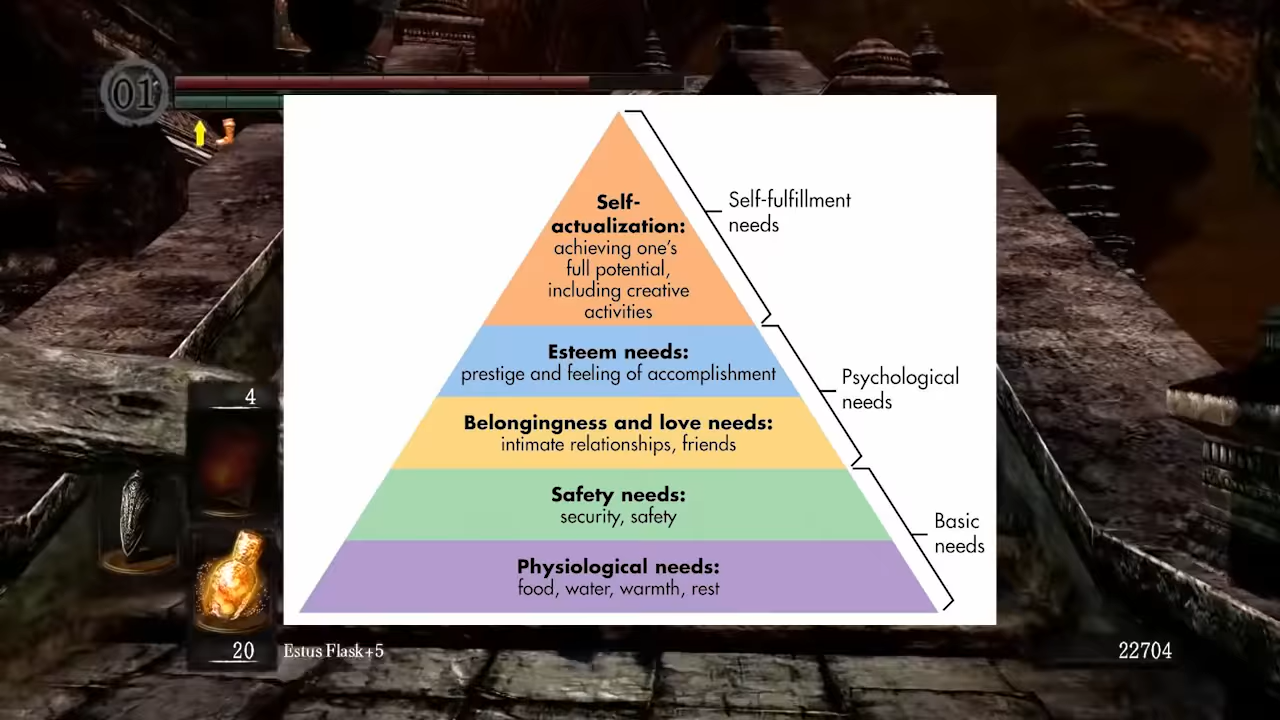 01
Self-
actualization:
achieving one's
full potential,
including creative
activities
Self-fulfillment
needs
Esteem needs:
prestige and feeling of accomplishment
Psychological
needs
Belongingness and love needs:
intimate relationships, friends
Safety needs:
security, safety
Basic
needs
Physiological needs:
food, water, warmth, rest
4
20
Estus Flask+5
22704